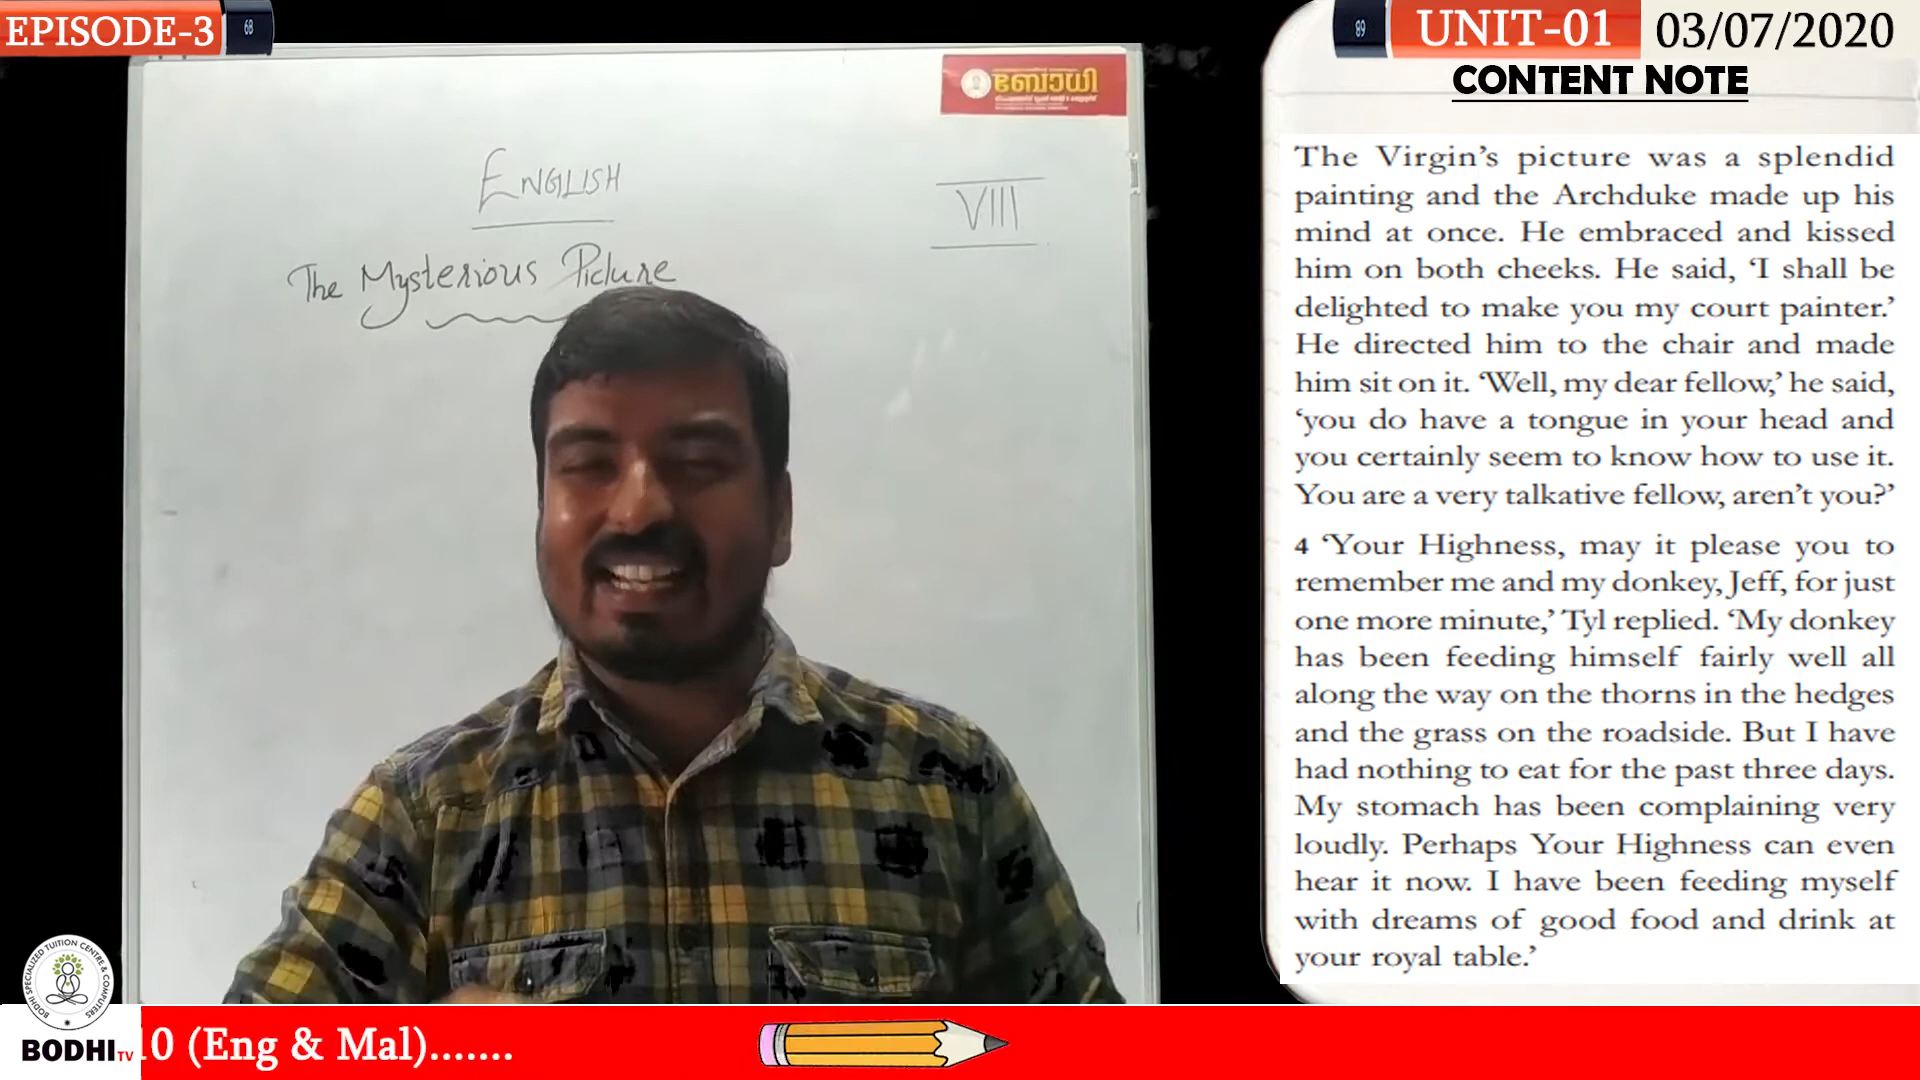 EPISODE-3
68
89
UNIT-01
03/07/2020
CONTENT NOTE
ബോധി
ENGLISH
VIII
The Mysterious Picture
The Virgin’s picture was a splendid
painting and the Archduke made up his
mind at once. He embraced and kissed
him on both cheeks. He said, ‘I shall be
delighted to make you my court painter.’
He directed him to the chair and made
him sit on it. ‘Well, my dear fellow,’ he said,
‘you do have a tongue in your head and
you certainly seem to know how to use it.
You are a very talkative fellow, aren’t you?’
4 ‘Your Highness, may it please you to
remember me and my donkey, Jeff, for just
one more minute,’ Tyl replied. ‘My donkey
has been feeding himself fairly well all
along the way on the thorns in the hedges
and the grass on the roadside. But I have
had nothing to eat for the past three days.
My stomach has been complaining very
loudly. Perhaps Your Highness can even
hear it now. I have been feeding myself
with dreams of good food and drink at
your royal table.’
BODHI SPECIALIZED TUITION CENTRE & COMPUTERS
BODHI TV
10 (Eng & Mal).......